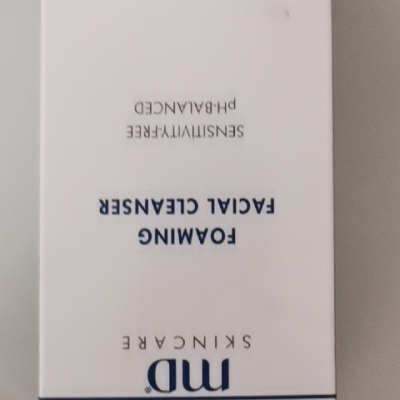 MD®
SKINCARE
FOAMING
FACIAL CLEANSER
SENSITIVITY-FREE
pH-BALANCED